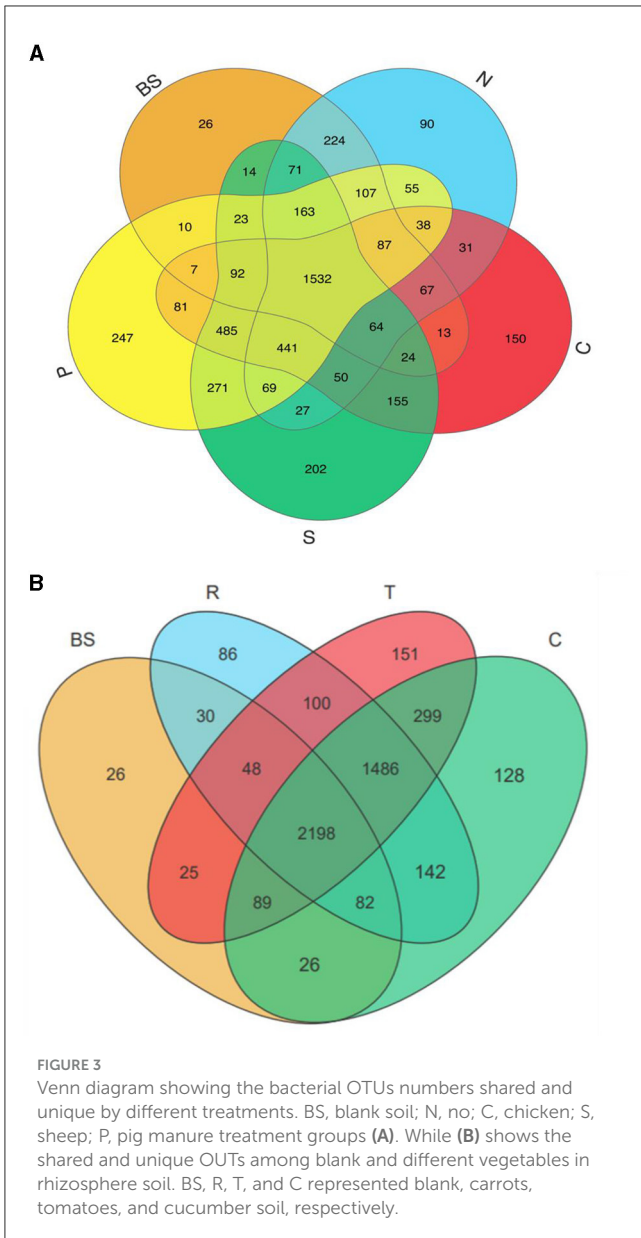 A
BS
N
26
224
90
14
71
107
55
10
23
163
38
31
87
7
92
1532
67
81
247
485
64
13
150
441
24
P
C
271
69
50
155
27
202
S
B
R
T
BS
C
86
151
30
100
299
26
48
1486
128
2198
25
89
82
142
26
FIGURE 3
Venn diagram showing the bacterial OTUs numbers shared and
unique by different treatments. BS, blank soil; N, no; C, chicken; S,
sheep; P, pig manure treatment groups (A). While (B) shows the
shared and unique OUTs among blank and different vegetables in
rhizosphere soil. BS, R, T, and C represented blank, carrots,
tomatoes, and cucumber soil, respectively.